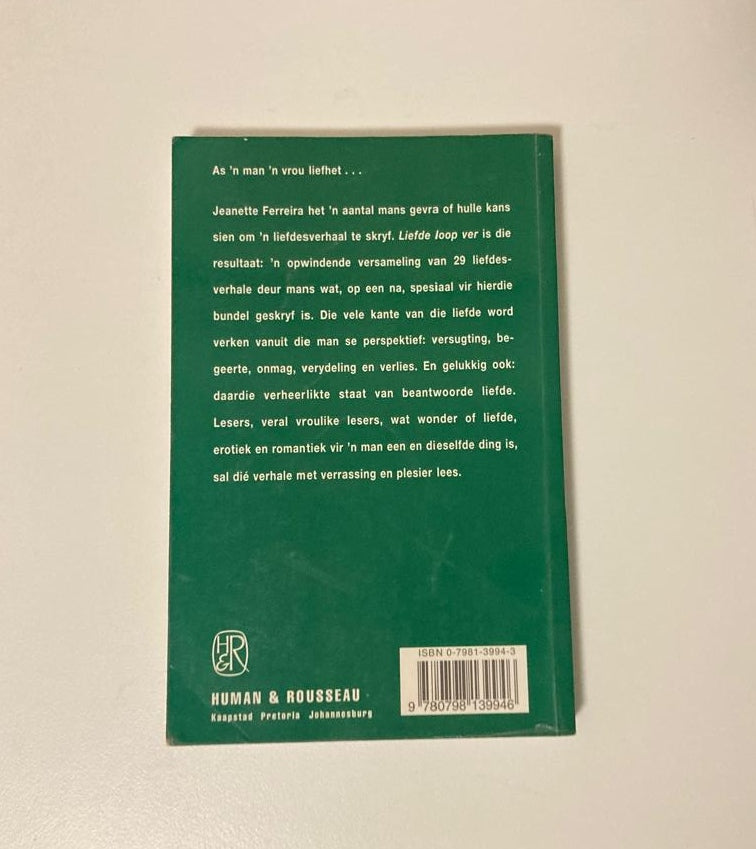 As 'n man 'n vrou liefhet . . .
Jeanette Ferreira het 'n aantal mans gevra of hulle kans
sien om 'n liefdesverhaal te skryf. Liefde loop ver is die
resultaat: 'n opwindende versameling van 29 liefdes-
verhale deur mans wat, op een na, spesiaal vir hierdie
bundel geskryf is. Die vele kante van die liefde word
verken vanuit die man se perspektief: versugting, be-
geerte, onmag, verydeling en verlies. En gelukkig ook:
daardie verheerlikte staat van beantwoorde liefde.
Lesers, veral vroulike lesers, wat wonder of liefde,
erotiek en romantiek vir 'n man een en dieselfde ding is,
sal dié verhale met verrassing en plesier lees.
H&R
HUMAN & ROUSSEAU
Kaapstad Pretoria Johannesburg
ISBN 0-7981-3994-3
9 780798 139946